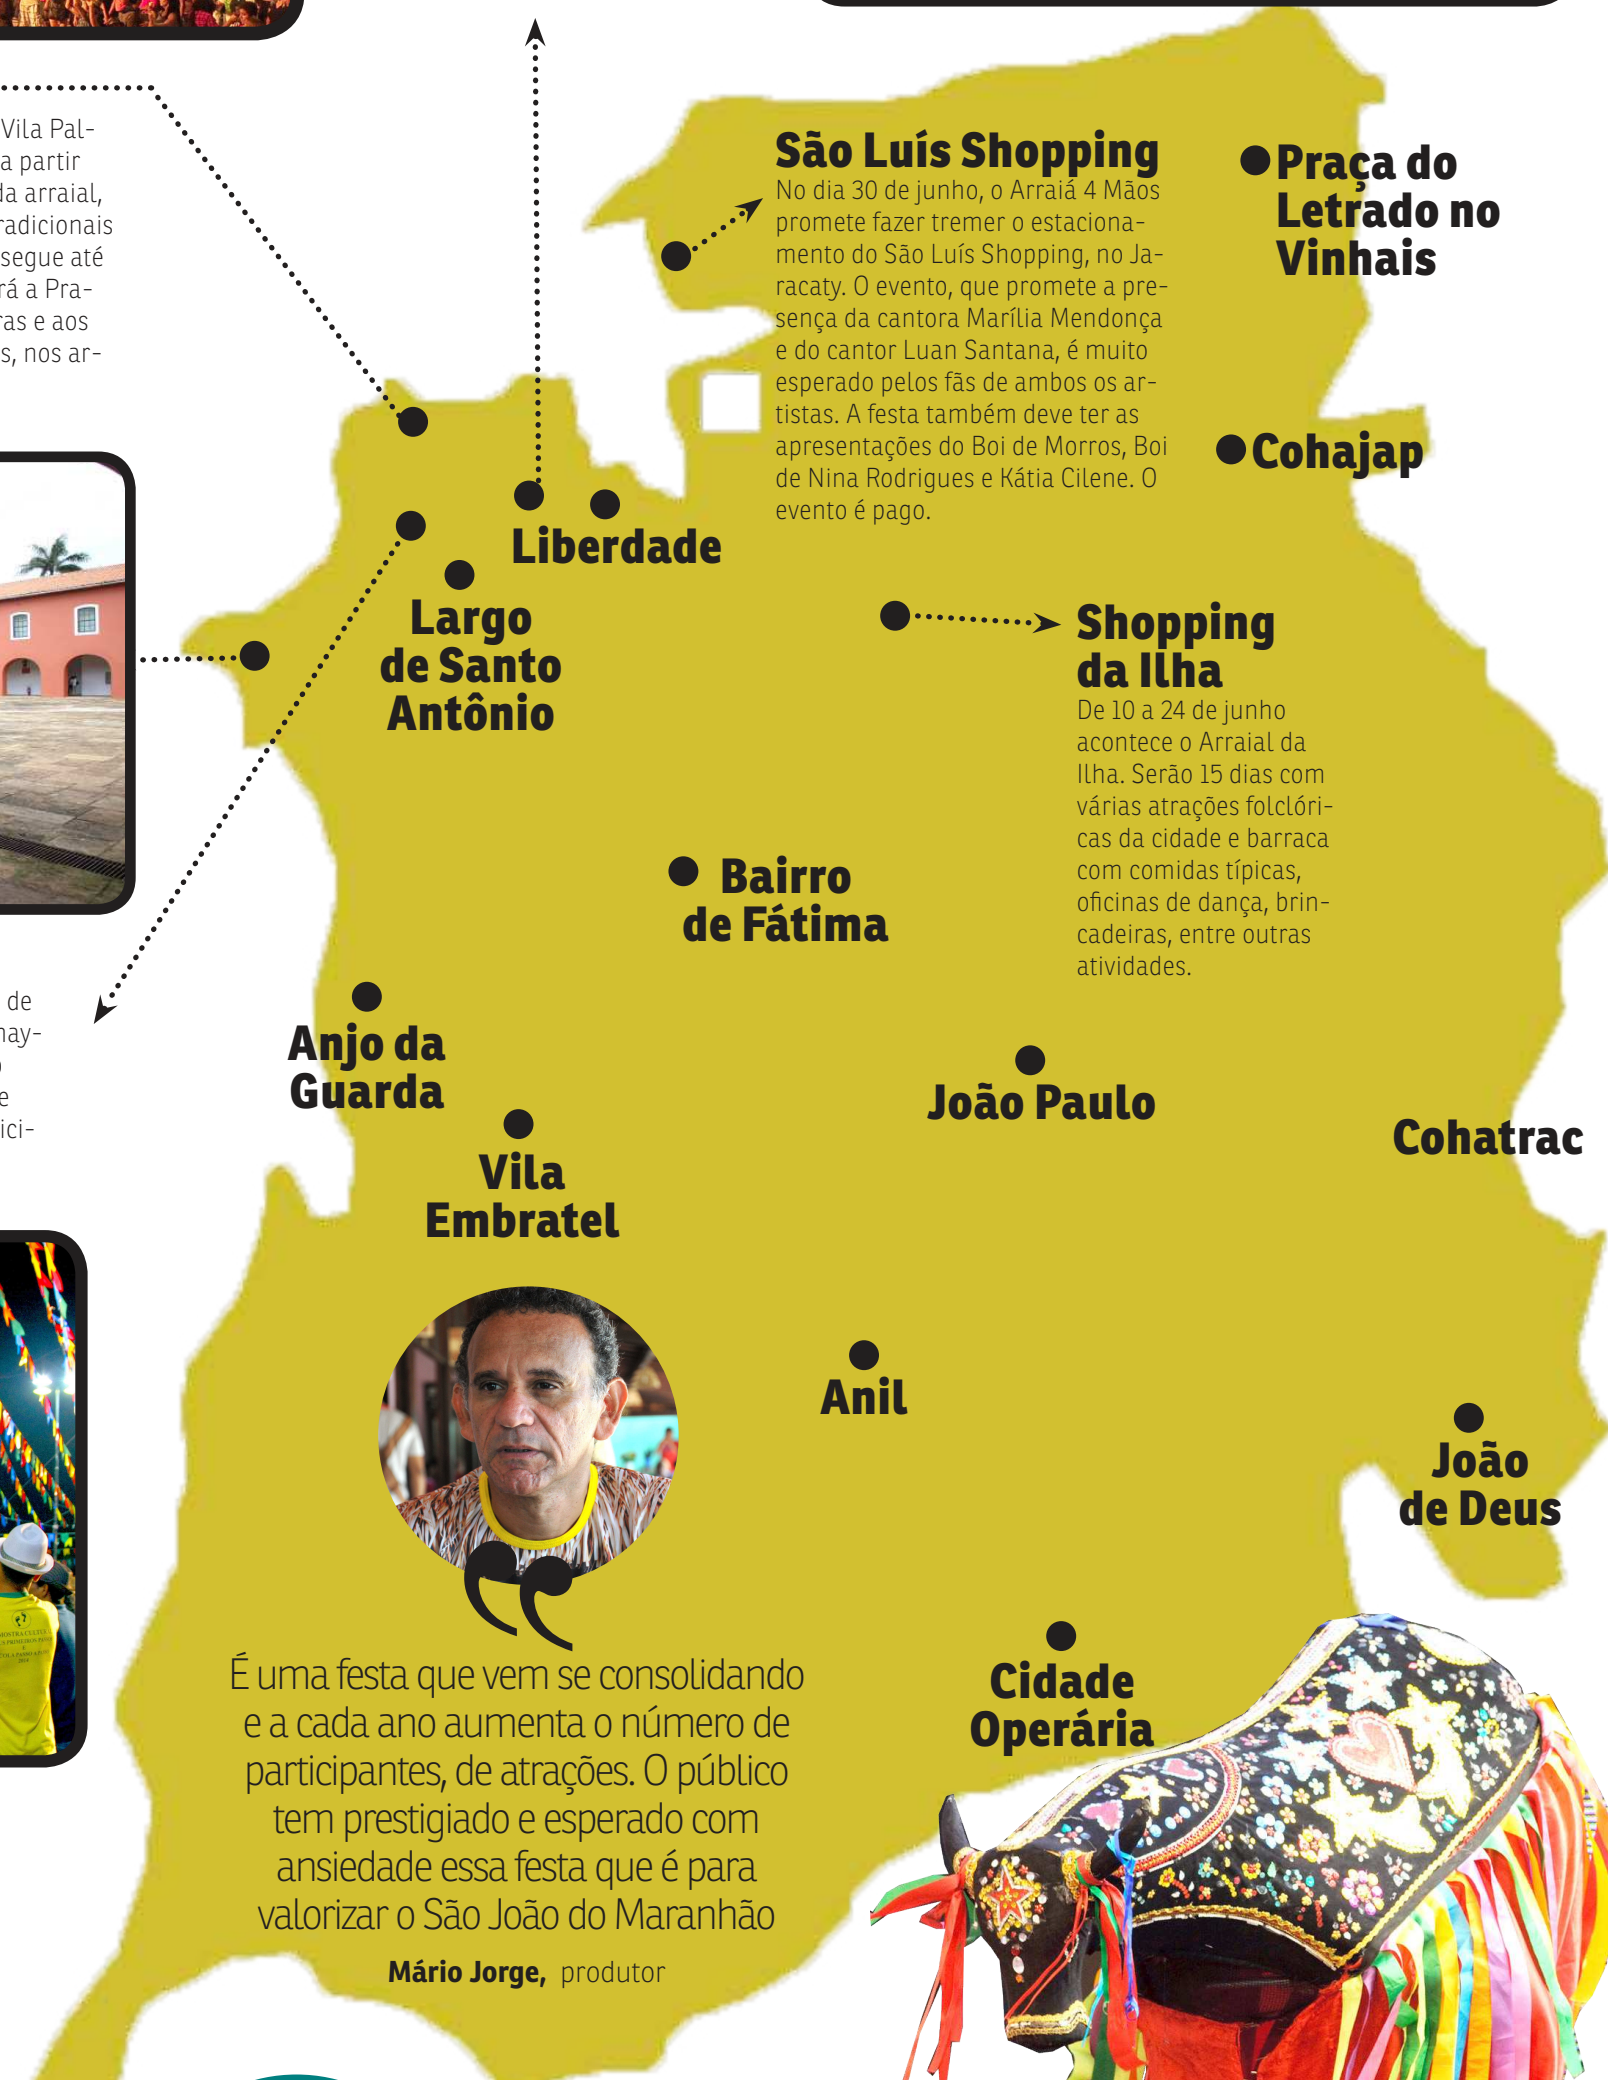 Vila Pal-
a partir
da arraial,
radicionais
segue até
rá a Pra-
ras e aos
s, nos ar-
São Luís Shopping
No dia 30 de junho, o Arraiá 4 Mãos
promete fazer tremer o estaciona-
mento do São Luís Shopping, no Ja-
racaty. O evento, que promete a pre-
sença da cantora Marília Mendonça
e do cantor Luan Santana, é muito
esperado pelos fãs de ambos os ar-
tistas. A festa também deve ter as
apresentações do Boi de Morros, Boi
de Nina Rodrigues e Kátia Cilene. O
evento é pago.
Praça do
Letrado no
Vinhais
Cohajap
Liberdade
Largo
de Santo
Antônio
Shopping
da Ilha
De 10 a 24 de junho
acontece o Arraial da
Ilha. Serão 15 dias com
várias atrações folclóri-
cas da cidade e barraca
com comidas típicas,
oficinas de dança, brin-
cadeiras, entre outras
atividades.
Bairro
de Fátima
de
nay-
e
ici-
Anjo da
Guarda
João Paulo
Cohatrac
Vila
Embratel
Anil
João
de Deus
Cidade
Operária
É uma festa que vem se consolidando
e a cada ano aumenta o número de
participantes, de atrações. O público
tem prestigiado e esperado com
ansiedade essa festa que é para
valorizar o São João do Maranhão
Mário Jorge, produtor